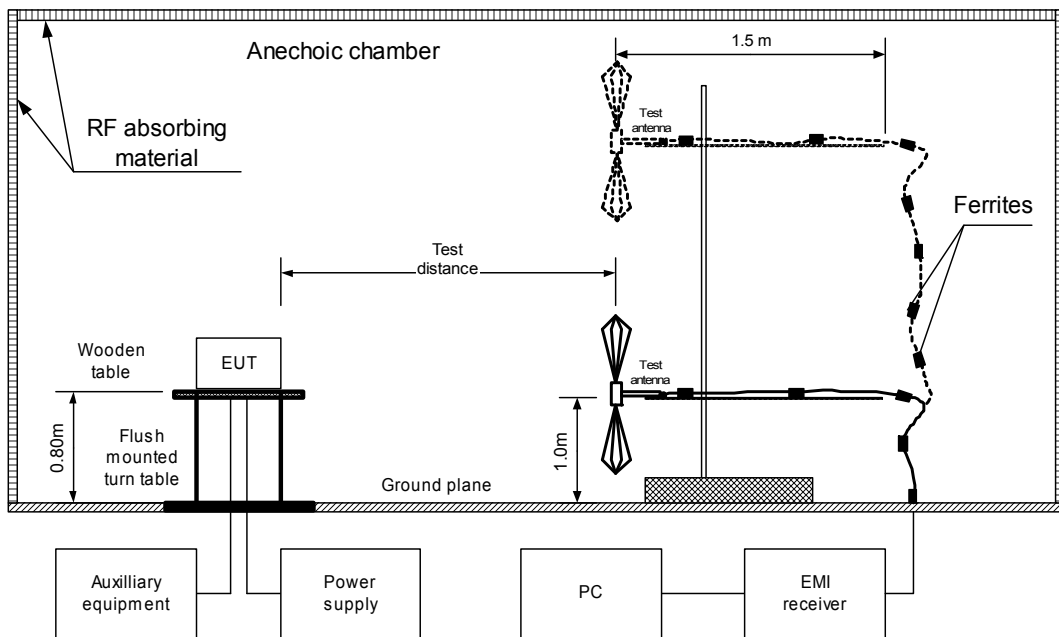 Anechoic chamber
1.5 m
RF absorbing
material
Test
antenna
Ferrites
Test
distance
Wooden
table
EUT
Test
antenna
0.80m
Flush
mounted
turn table
1.0m
Ground plane
Auxilliary
equipment
Power
supply
PC
EMI
receiver